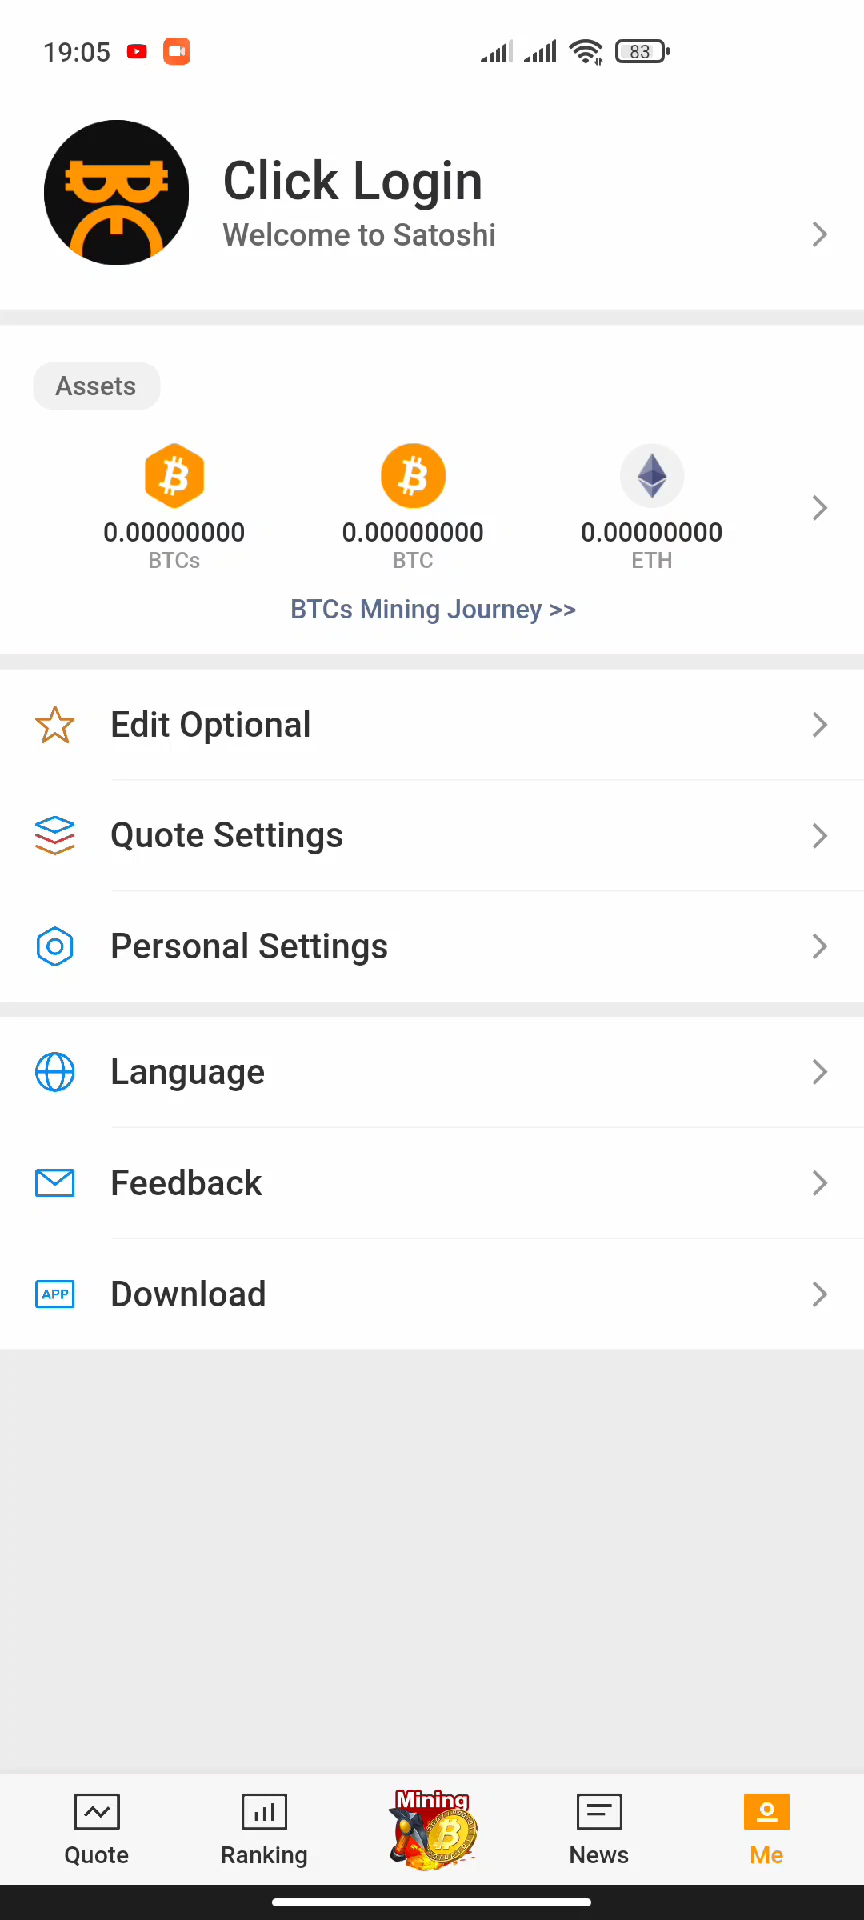 19:05
83
Click Login
Welcome to Satoshi
Assets
0.00000000 0.00000000 0.00000000
BTCs BTC ETH
BTCs Mining Journey >>
Edit Optional
Quote Settings
Personal Settings
Language
Feedback
APP Download
Mining
Quote Ranking News Me